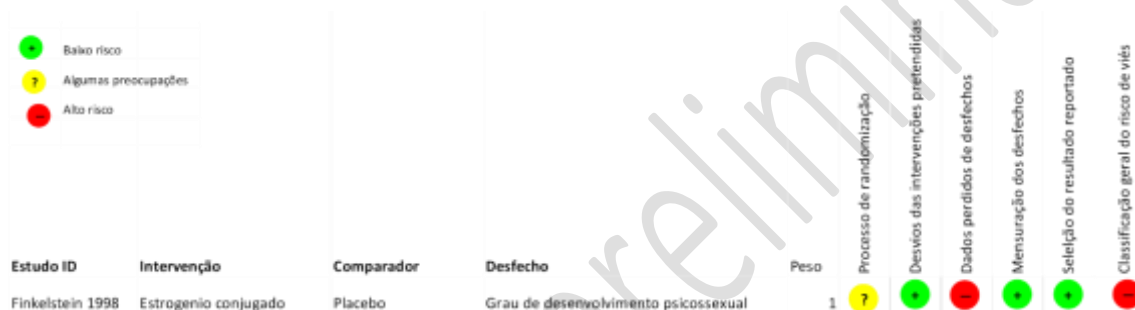 + Baixo risco
? Algumas preocupações
− Alto risco
Processo de randomização
Desvios das intervenções pretendidas
Dados perdidos de desfechos
Mensuração dos desfechos
Selelção do resultado reportado
Classificação geral do risco de viés
Estudo ID Intervenção Comparador Desfecho Peso
Finkelstein 1998 Estrogenio conjugado Placebo Grau de desenvolvimento psicossexual 1 ? + − + + −